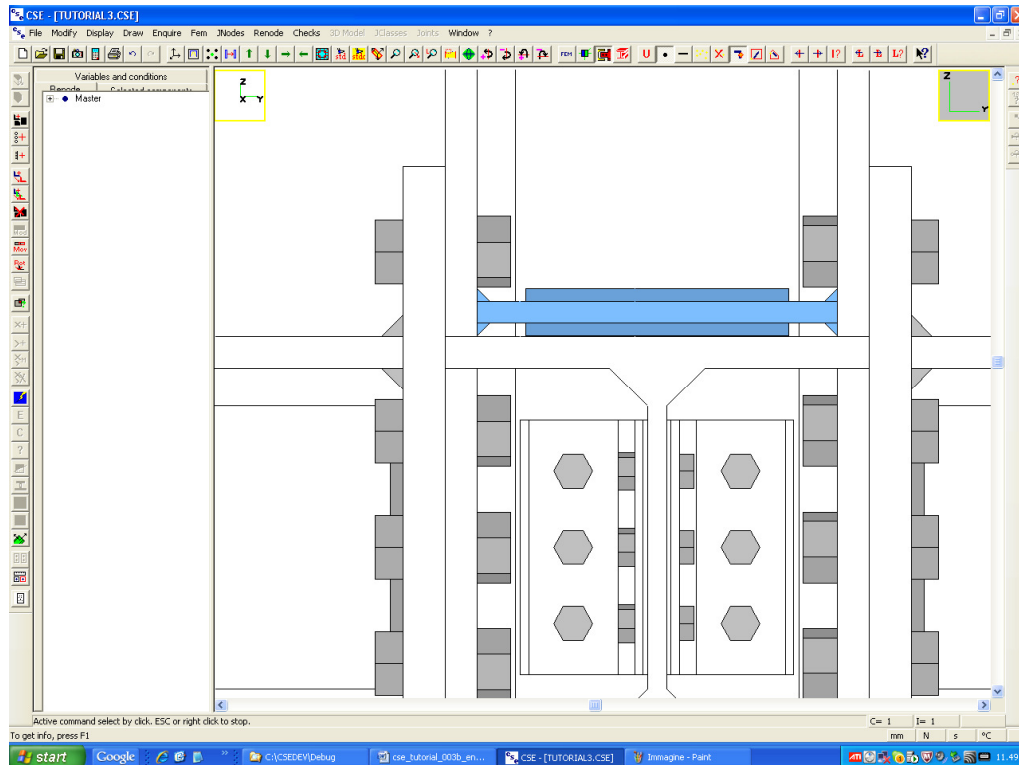 CSE - [TUTORIAL3.CSE]
File Modify Display Draw Enquire Fem JNodes Renode Checks 3D Model JClasses Joints Window ?
Variables and conditions
Renode Selected components
Master
Z
X Y
Z
Y
Active command select by click. ESC or right click to stop.
C= 1 I= 1
To get info, press F1
mm N s °C
start Google C:\CSEDEV\Debug cse_tutorial_003b_en... CSE - [TUTORIAL3.CSE] Immagine - Paint 11.49